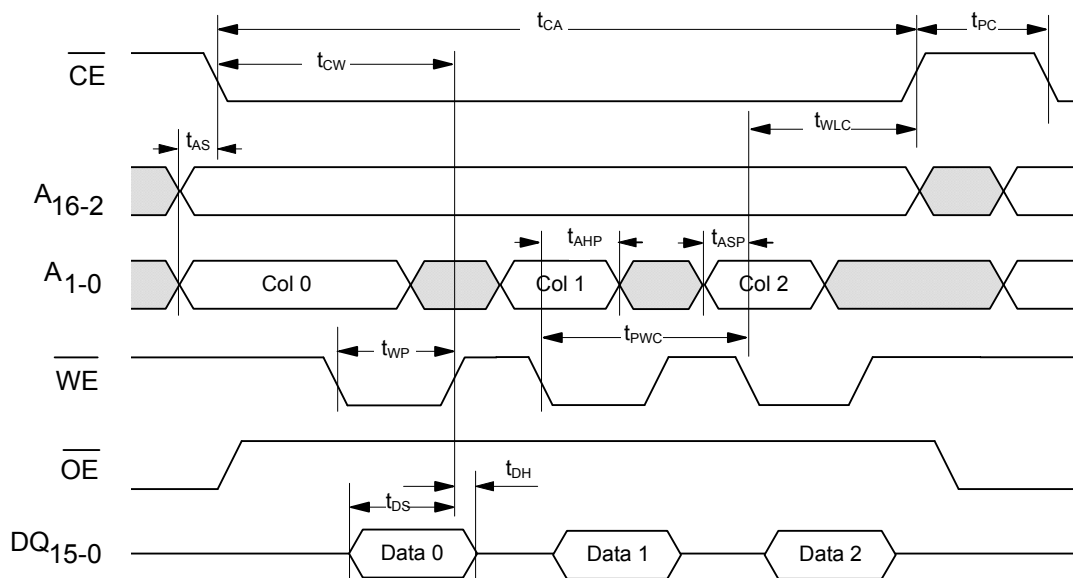 tCA
tPC
CE
tCW
tWLC
tAS
A16-2
tAHP
tASP
A1-0
Col 0
Col 1
Col 2
tPWC
tWP
WE
OE
tDH
tDS
DQ15-0
Data 0
Data 1
Data 2